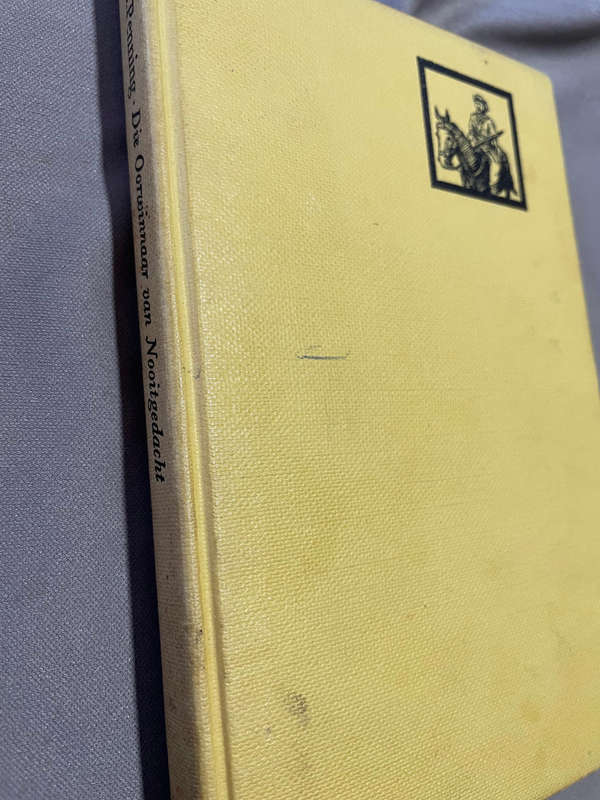 Penning . Die Oorwinnaar van Nooitgedacht